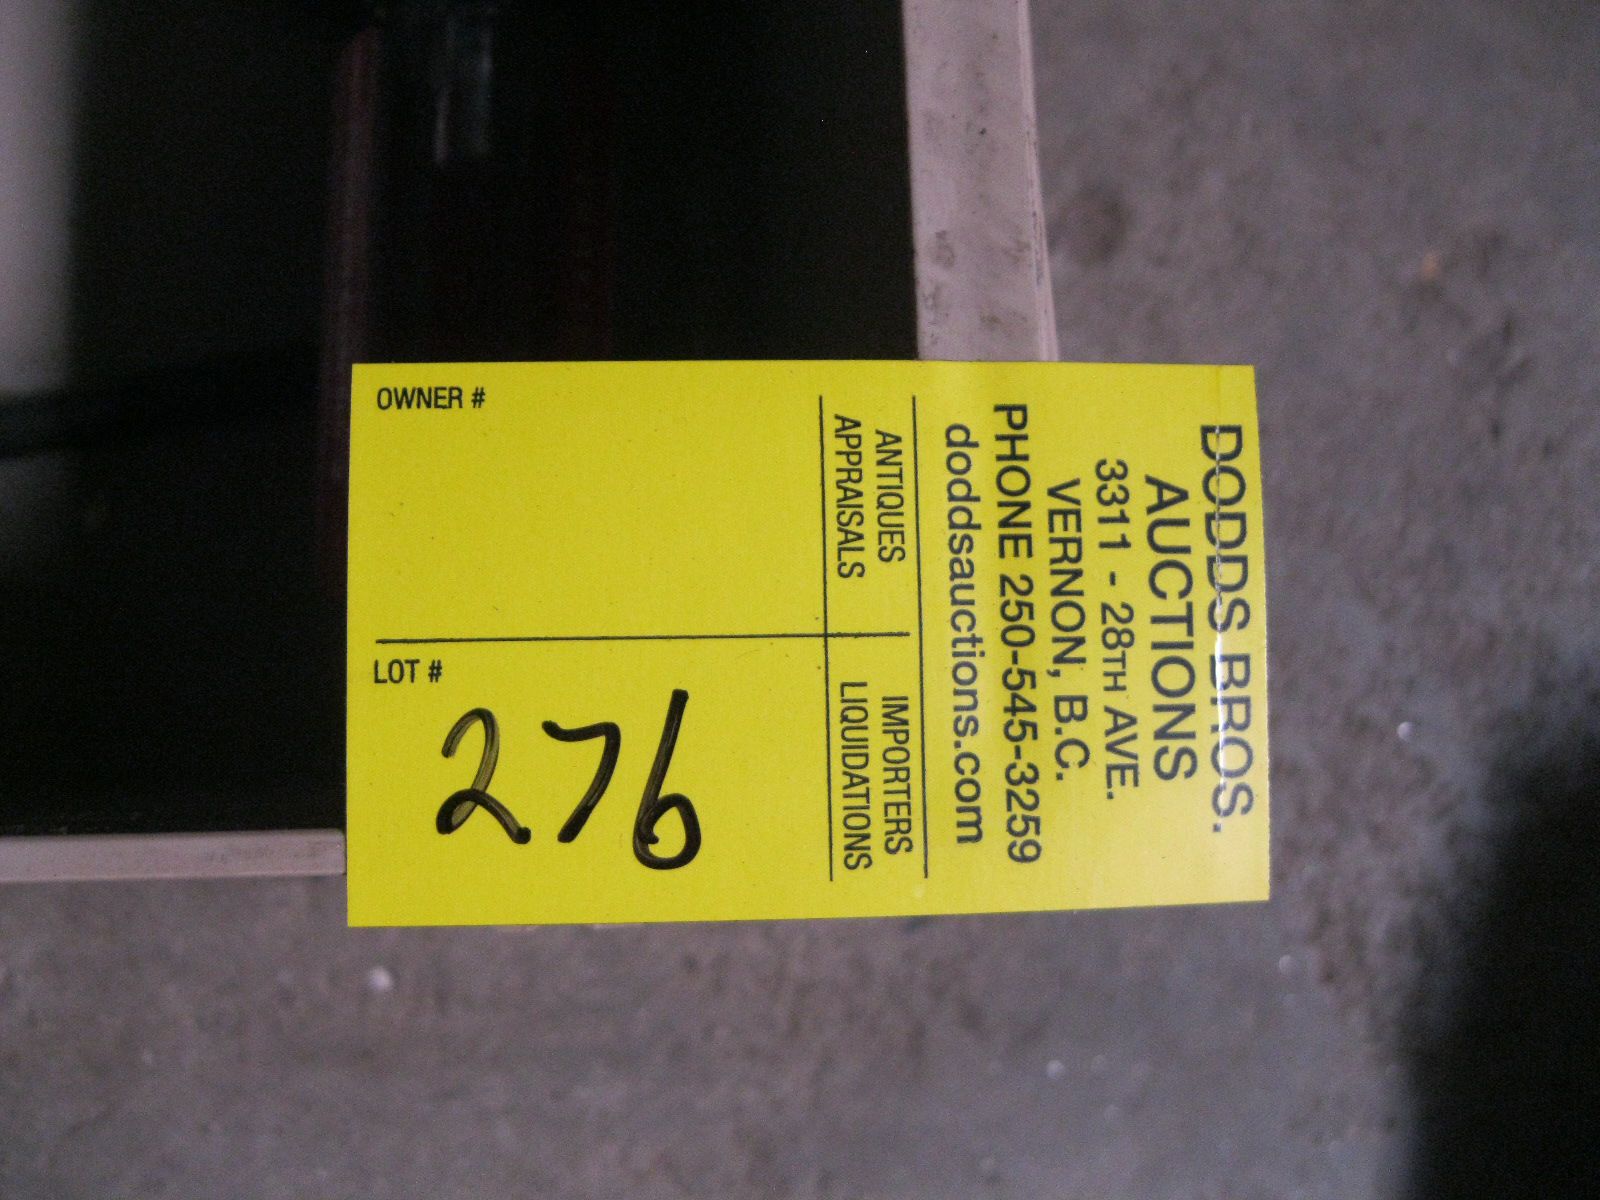 DODDS BROS.
AUCTIONS
3311 - 28TH AVE.
VERNON, B.C.
PHONE 250-545-3259
doddsauctions.com
ANTIQUES
APPRAISALS
IMPORTERS
LIQUIDATIONS
OWNER #
LOT #
276